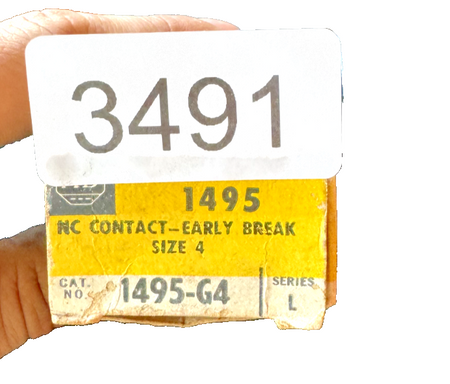 3491
1495
NC CONTACT-EARLY BREAK
SIZE 4
CAT. NO. 1495-G4
SERIES L